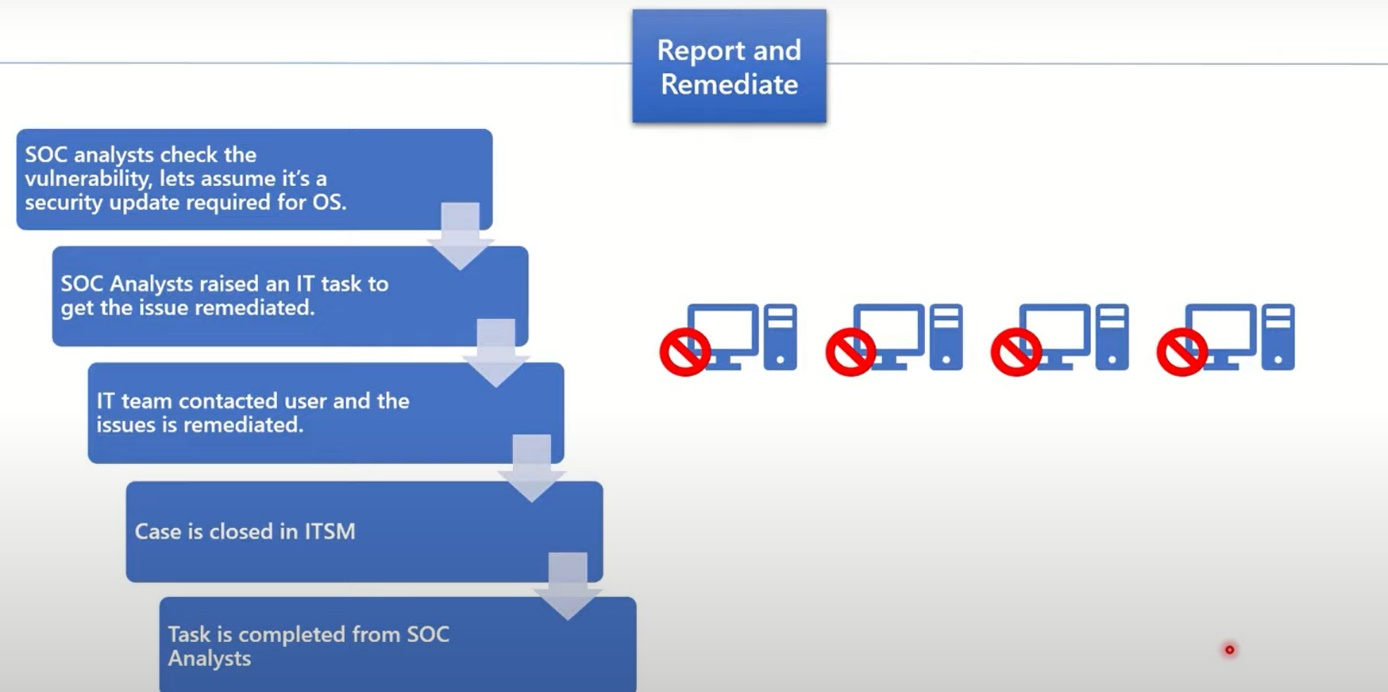 Report and
Remediate
SOC analysts check the
vulnerability, lets assume it's a
security update required for OS.
SOC Analysts raised an IT task to
get the issue remediated.
IT team contacted user and the
issues is remediated.
Case is closed in ITSM
Task is completed from SOC
Analysts